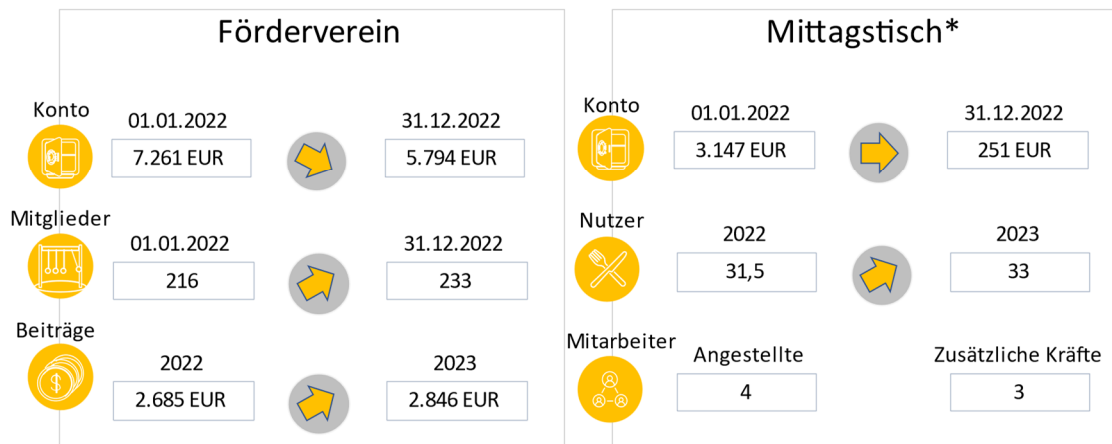 Förderverein
Konto
01.01.2022
31.12.2022
7.261 EUR
5.794 EUR
Mitglieder
01.01.2022
31.12.2022
216
233
Beiträge
2022
2023
$
2.685 EUR
2.846 EUR
Mittagstisch*
Konto
01.01.2022
31.12.2022
3.147 EUR
251 EUR
Nutzer
2022
2023
31,5
33
Mitarbeiter
Angestellte
Zusätzliche Kräfte
4
3